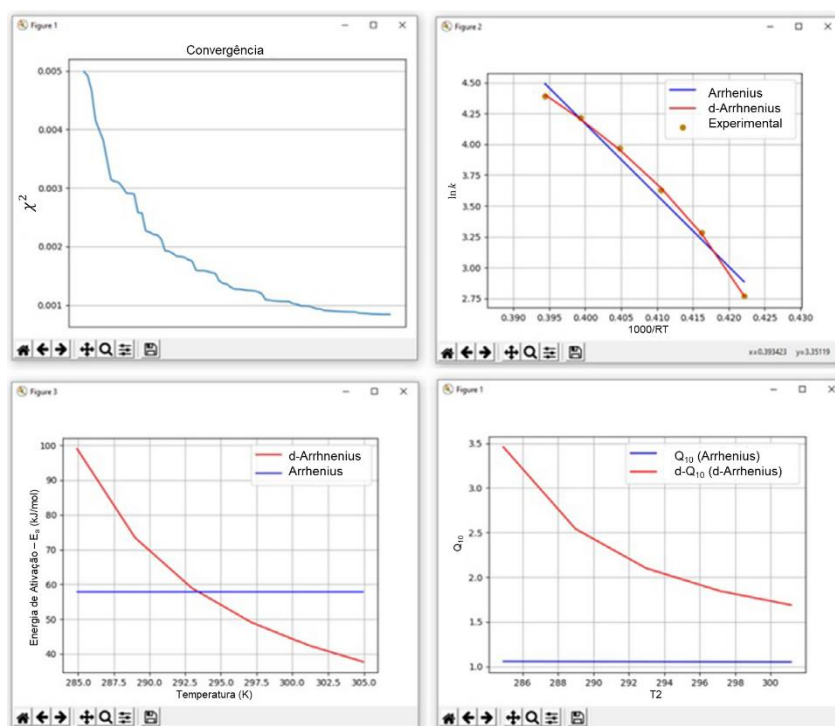 Figure 1
Convergência
0.005
0.004
0.003
0.002
0.001
χ²
Figure 2
4.50
4.25
4.00
3.75
3.50
3.25
3.00
2.75
ln k
Arrhenius
d-Arrhnenius
Experimental
0.390 0.395 0.400 0.405 0.410 0.415 0.420 0.425 0.430
1000/RT
x=0.393423 y=3.35119
Figure 3
100
90
80
70
60
50
40
Energia de Ativação – Eₐ (kJ/mol)
d-Arrhnenius
Arrhenius
285.0 287.5 290.0 292.5 295.0 297.5 300.0 302.5 305.0
Temperatura (K)
Figure 1
3.5
3.0
2.5
2.0
1.5
1.0
Q₁₀
Q₁₀ (Arrhenius)
d-Q₁₀ (d-Arrhenius)
286 288 290 292 294 296 298 300
T2